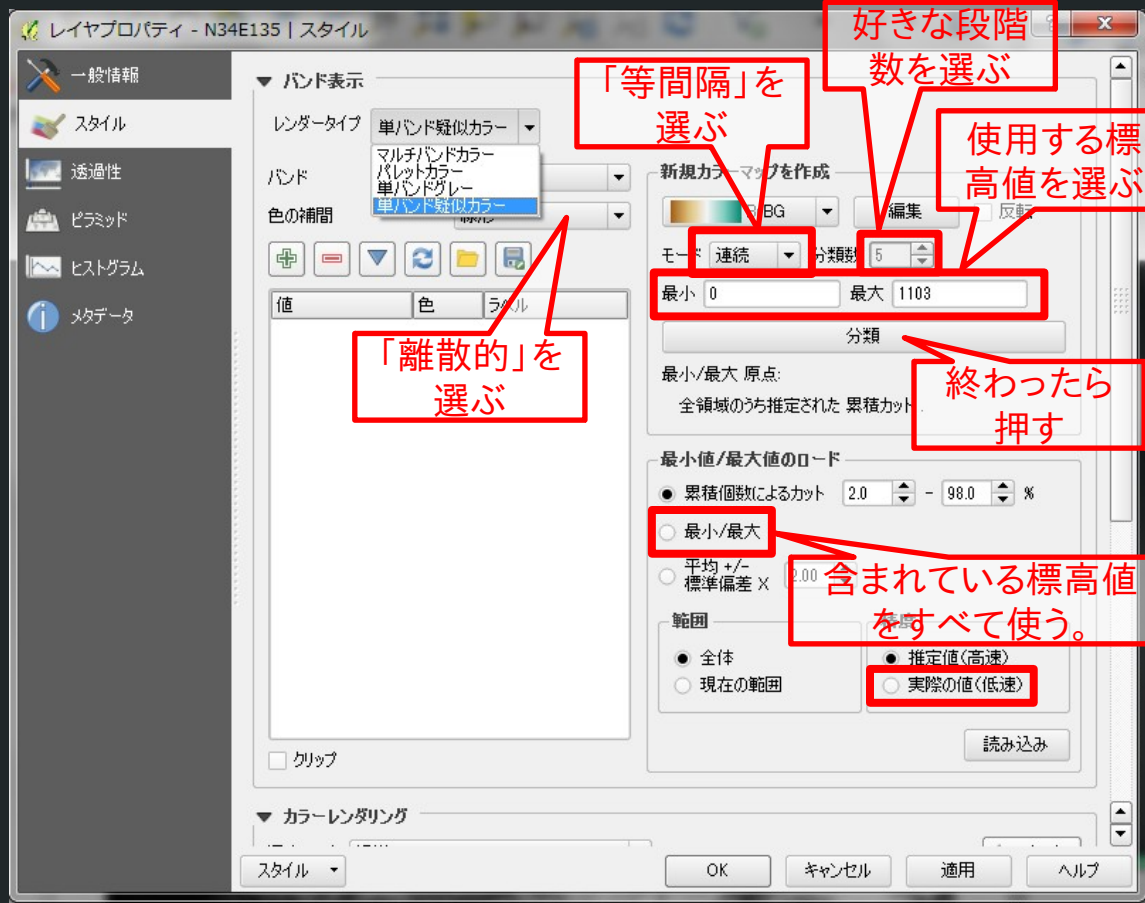 レイヤプロパティ - N34E135 | スタイル
好きな段階
数を選ぶ
一般情報
スタイル
透過性
ピラミッド
ヒストグラム
メタデータ
バンド表示
レンダータイプ 単バンド疑似カラー
マルチバンドカラー
パレットカラー
単バンドグレー
単バンド疑似カラー
バンド
色の補間
値 色 ラベル
「離散的」を
選ぶ
クリップ
「等間隔」を
選ぶ
使用する標
高値を選ぶ
新規カラーマップを作成
BG
編集
反転
モード 連続 分類数 5
最小 0 最大 1103
分類
終わったら
押す
最小/最大 原点:
全領域のうち推定された 累積カット
最小値/最大値のロード
累積個数によるカット 2.0 - 98.0 %
最小/最大
平均 +/-
標準偏差 × 2.00
含まれている標高値
をすべて使う。
範囲
精度
全体
推定値(高速)
現在の範囲
実際の値(低速)
読み込み
カラーレンダリング
スタイル
OK
キャンセル
適用
ヘルプ